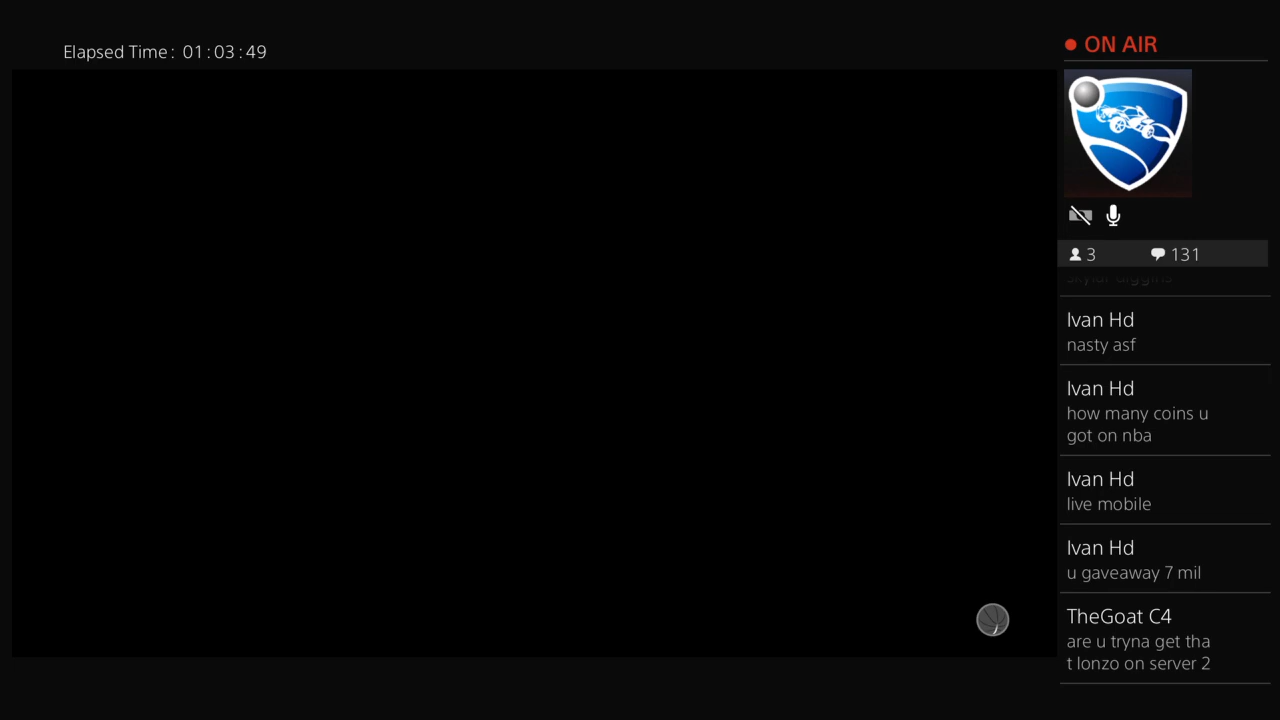 Elapsed Time: 01:03:49
ON AIR
3 131
Ivan Hd
nasty asf
Ivan Hd
how many coins u
got on nba
Ivan Hd
live mobile
Ivan Hd
u gaveaway 7 mil
TheGoat C4
are u tryna get tha
t lonzo on server 2